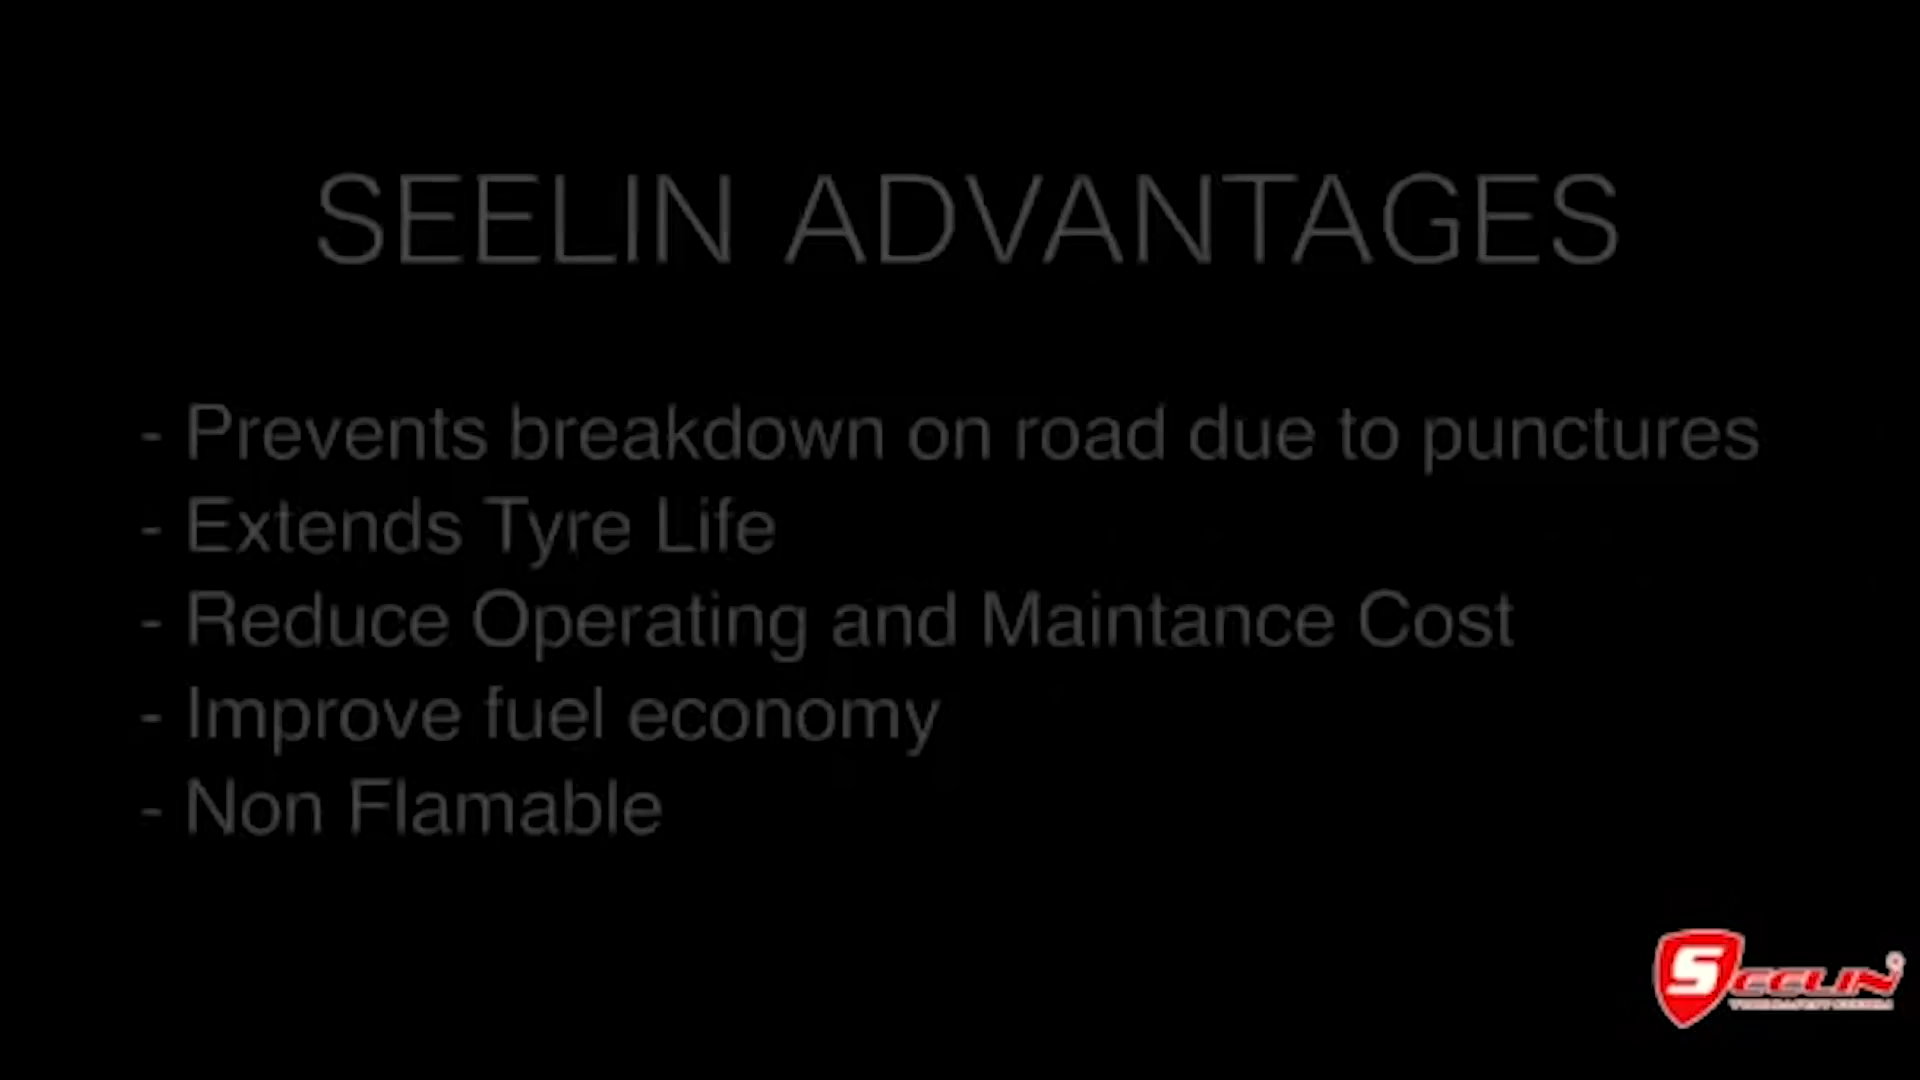 SEELIN ADVANTAGES
- Prevents breakdown on road due to punctures
- Extends Tyre Life
- Reduce Operating and Maintance Cost
- Improve fuel economy
- Non Flamable
SEELIN